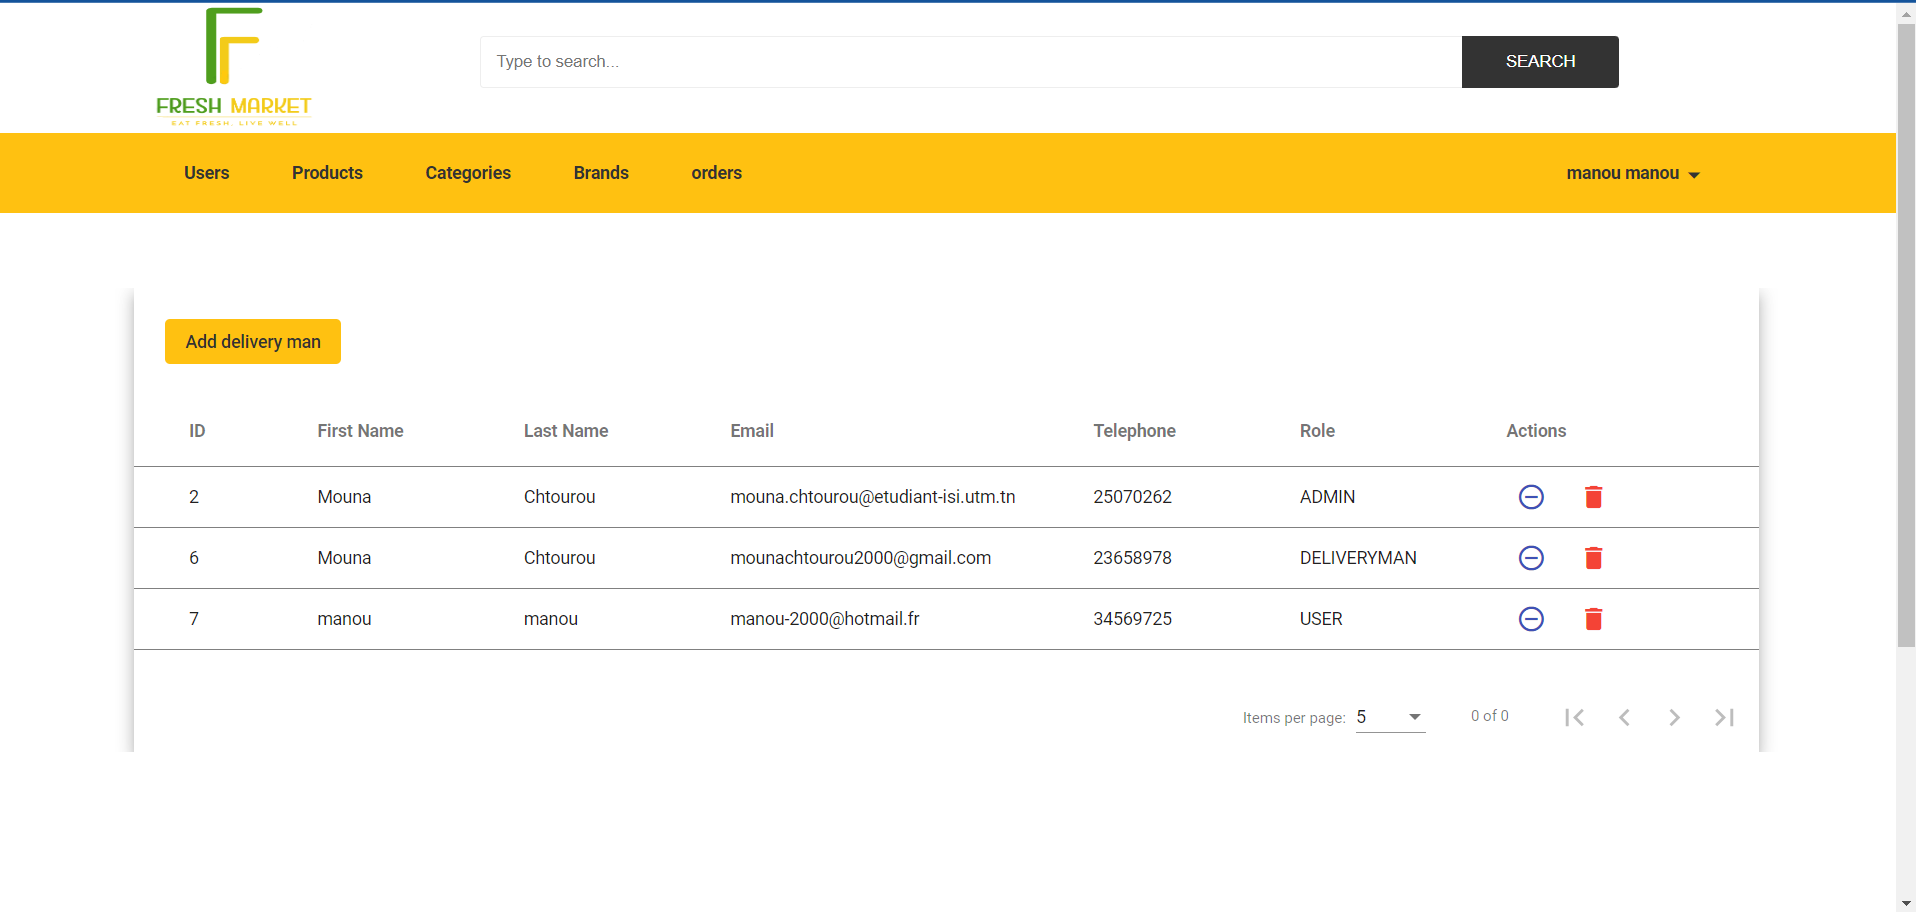 FRESH MARKET
EAT FRESH. LIVE WELL.
Type to search...
SEARCH
Users Products Categories Brands orders manou manou
Add delivery man
ID First Name Last Name Email Telephone Role Actions
2 Mouna Chtourou mouna.chtourou@etudiant-isi.utm.tn 25070262 ADMIN
6 Mouna Chtourou mounachtourou2000@gmail.com 23658978 DELIVERYMAN
7 manou manou manou-2000@hotmail.fr 34569725 USER
Items per page: 5 0 of 0